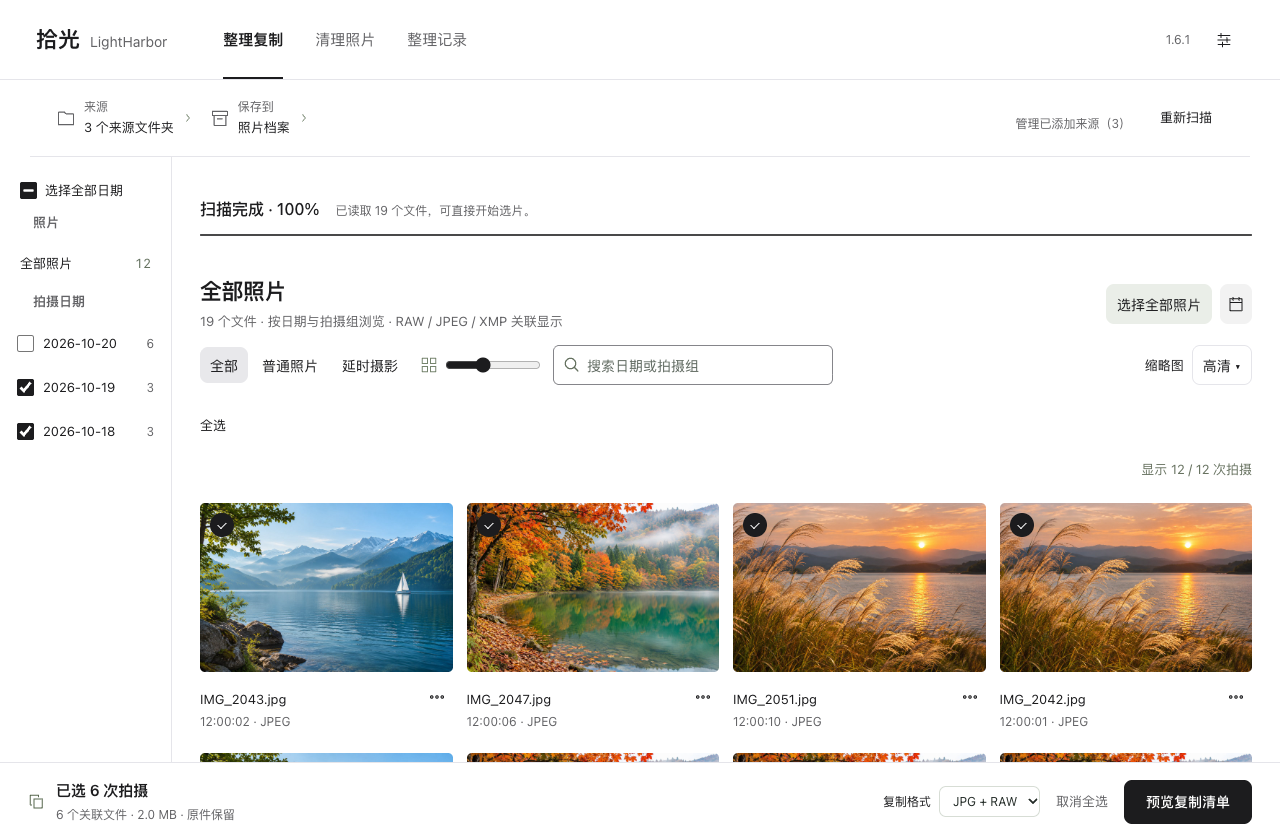 拾光 LightHarbor 整理复制 清理照片 整理记录 1.6.1
来源
3 个来源文件夹
保存到
照片档案
管理已添加来源（3） 重新扫描
选择全部日期
照片
全部照片 12
拍摄日期
2026-10-20 6
2026-10-19 3
2026-10-18 3
扫描完成 · 100% 已读取 19 个文件，可直接开始选片。
全部照片
19 个文件 · 按日期与拍摄组浏览 · RAW / JPEG / XMP 关联显示
选择全部照片
全部 普通照片 延时摄影 搜索日期或拍摄组 缩略图 高清
全选
显示 12 / 12 次拍摄
IMG_2043.jpg
12:00:02 · JPEG
IMG_2047.jpg
12:00:06 · JPEG
IMG_2051.jpg
12:00:10 · JPEG
IMG_2042.jpg
12:00:01 · JPEG
已选 6 次拍摄
6 个关联文件 · 2.0 MB · 原件保留
复制格式 JPG + RAW 取消全选 预览复制清单